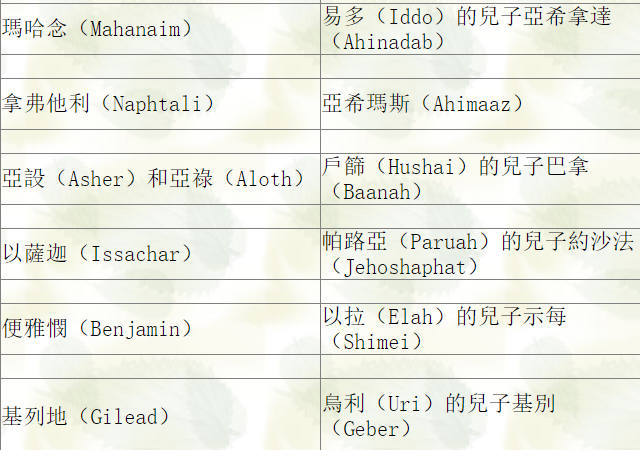 瑪哈念（Mahanaim）
易多（Iddo）的兒子亞希拿達
（Ahinadab）
拿弗他利（Naphtali）
亞希瑪斯（Ahimaaz）
亞設（Asher）和亞祿（Aloth）
戶篩（Hushai）的兒子巴拿
（Baanah）
以薩迦（Issachar）
帕路亞（Paruah）的兒子約沙法
（Jehoshaphat）
便雅憫（Benjamin）
以拉（Elah）的兒子示每
（Shimei）
基列地（Gilead）
烏利（Uri）的兒子基別
（Geber）